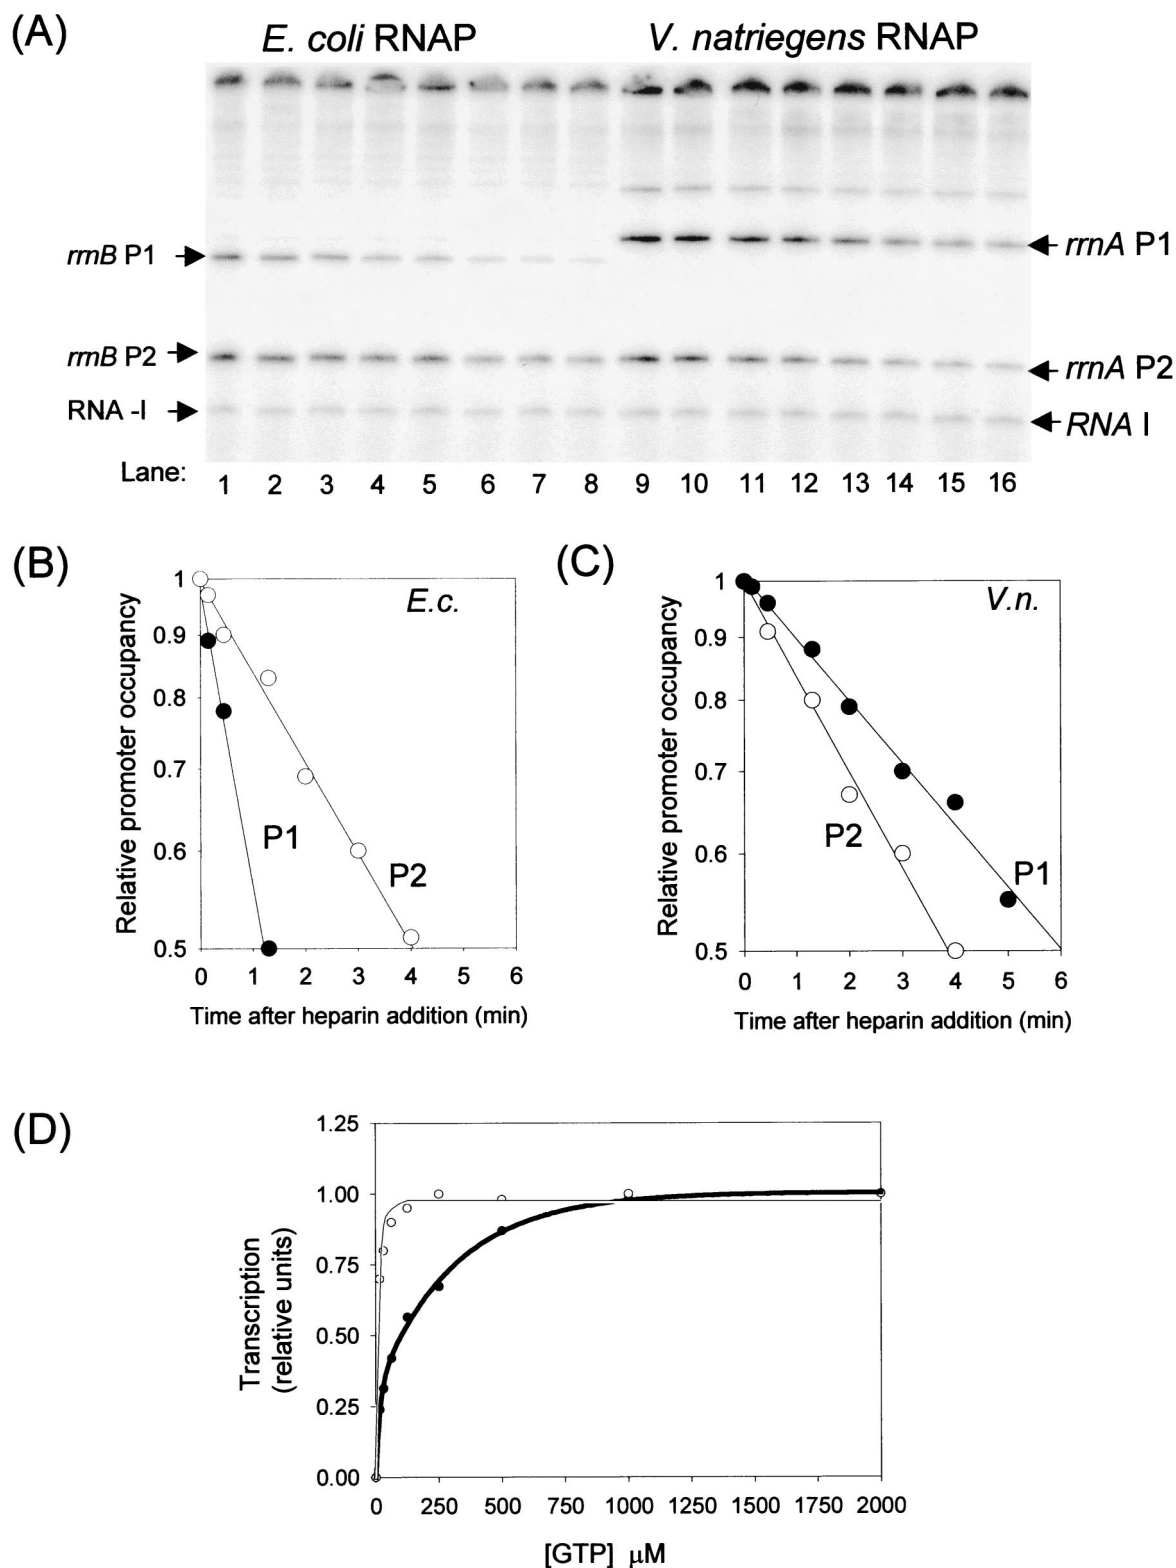 (A)
E. coli RNAP
V. natriegens RNAP
rrnB P1
rrnA P1
rrnB P2
rrnA P2
RNA -I
RNA I
Lane: 1 2 3 4 5 6 7 8 9 10 11 12 13 14 15 16
(B)
Relative promoter occupancy
1
0.9
0.8
0.7
0.6
0.5
E.c.
P1
P2
0 1 2 3 4 5 6
Time after heparin addition (min)
(C)
Relative promoter occupancy
1
0.9
0.8
0.7
0.6
0.5
V.n.
P2
P1
0 1 2 3 4 5 6
Time after heparin addition (min)
(D)
Transcription
(relative units)
1.25
1.00
0.75
0.50
0.25
0.00
0 250 500 750 1000 1250 1500 1750 2000
[GTP] μM